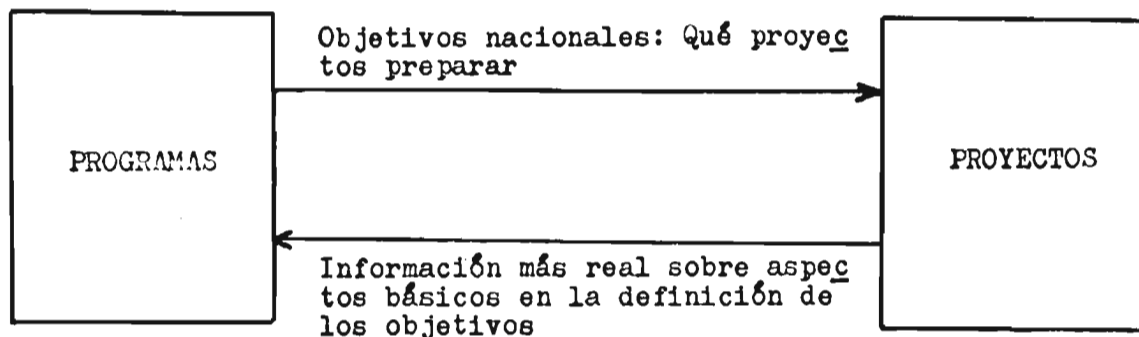 Objetivos nacionales: Qué proyec
tos preparar
PROGRAMAS
PROYECTOS
Información más real sobre aspec
tos básicos en la definición de
los objetivos